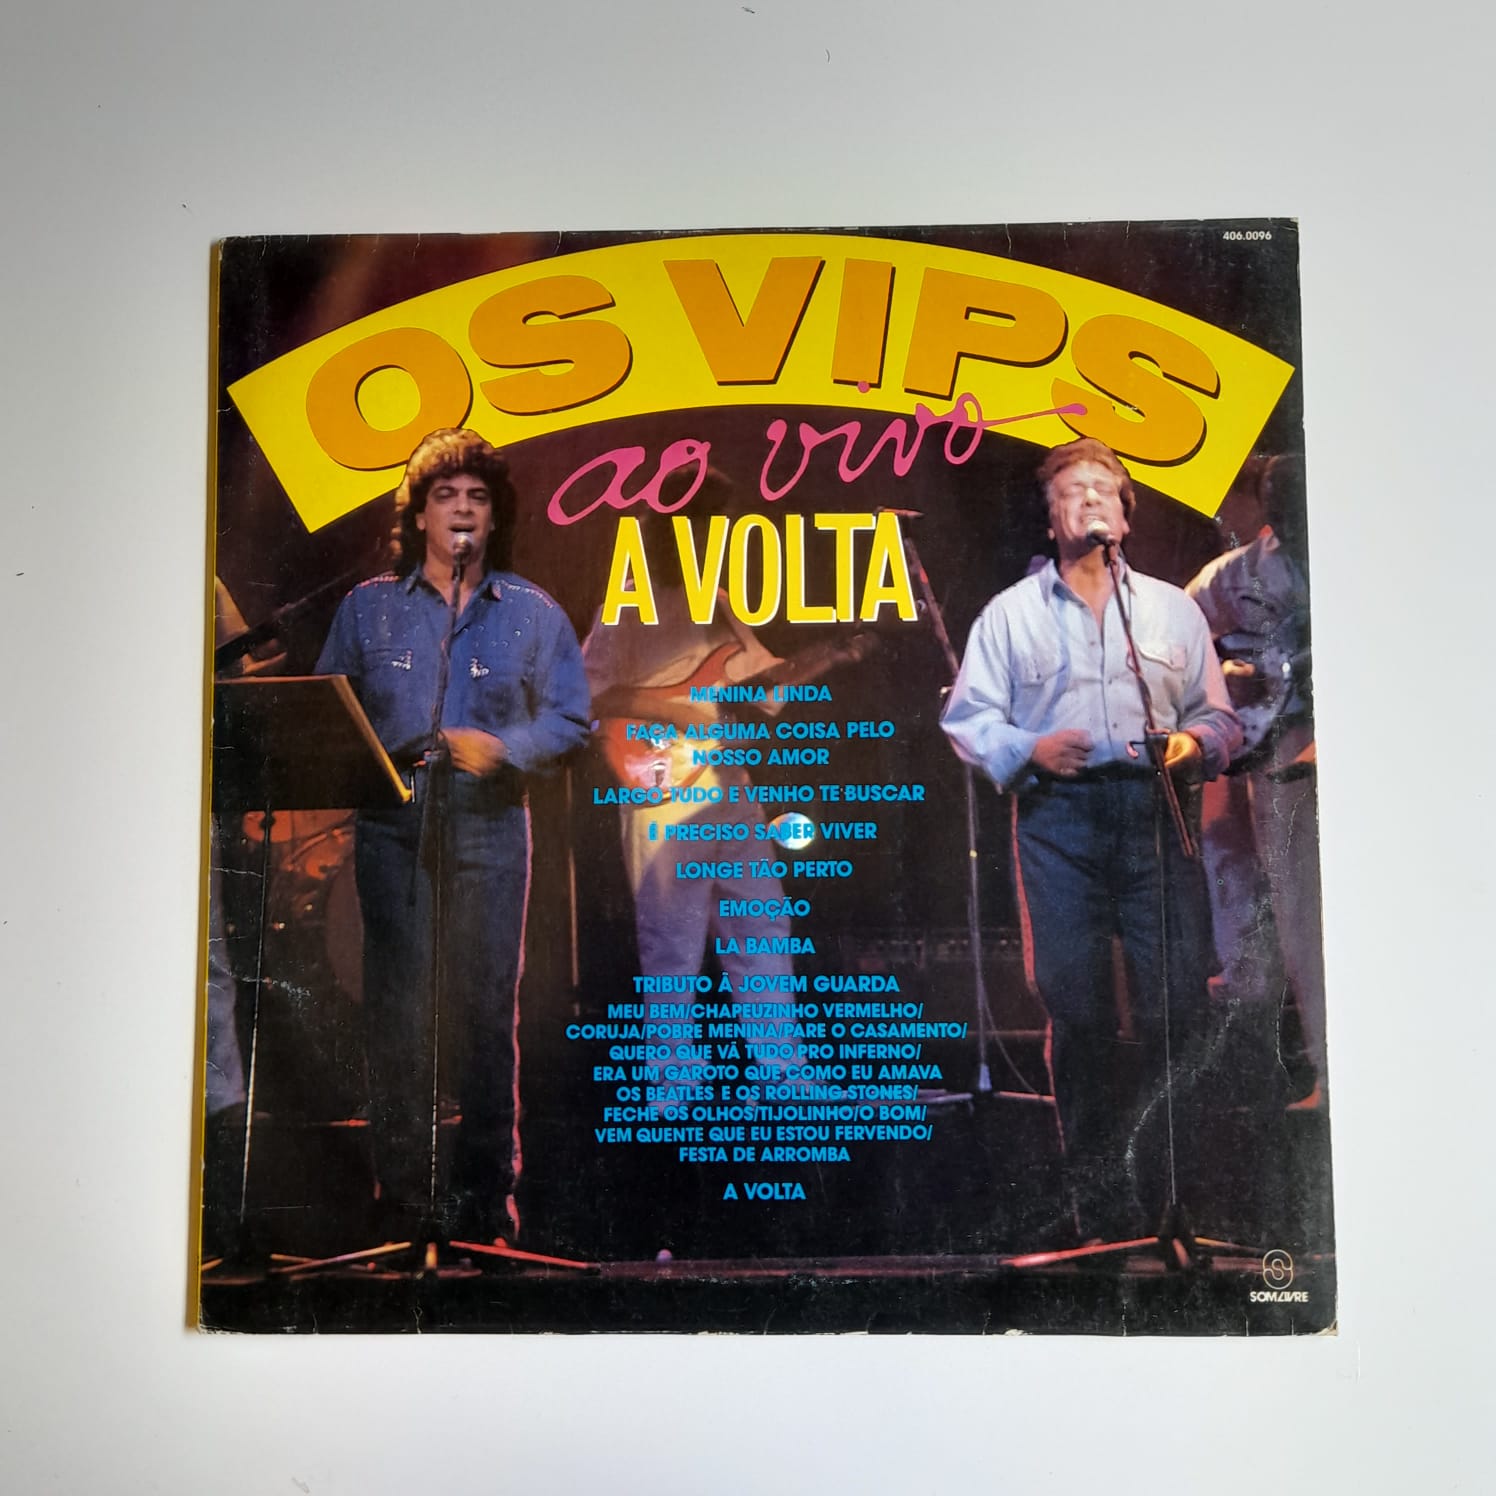 406.0096
OS VIPS
ao vivo
A VOLTA
MENINA LINDA
FAÇA ALGUMA COISA PELO
NOSSO AMOR
LARGO TUDO E VENHO TE BUSCAR
É PRECISO SABER VIVER
LONGE TÃO PERTO
EMOÇÃO
LA BAMBA
TRIBUTO À JOVEM GUARDA
MEU BEM/CHAPEUZINHO VERMELHO/
CORUJA/POBRE MENINA/PARE O CASAMENTO/
QUERO QUE VÁ TUDO PRO INFERNO/
ERA UM GAROTO QUE COMO EU AMAVA
OS BEATLES E OS ROLLING-STONES/
FECHE OS OLHOS/TIJOLINHO/O BOM/
VEM QUENTE QUE EU ESTOU FERVENDO/
FESTA DE ARROMBA
A VOLTA
SOM LIVRE